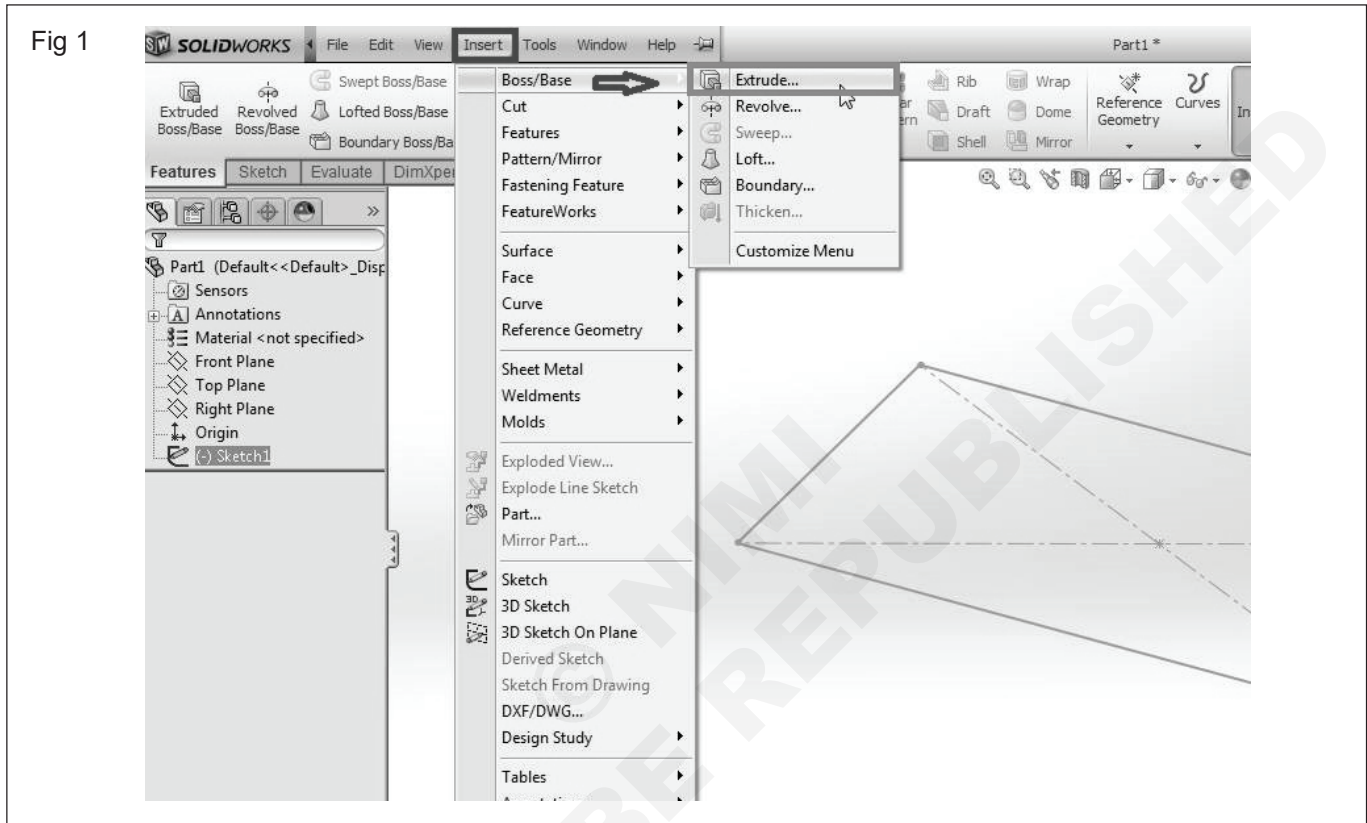 Fig 1
SOLIDWORKS File Edit View Insert Tools Window Help Part1 *
Extruded Boss/Base
Revolved Boss/Base
Swept Boss/Base
Lofted Boss/Base
Boundary Boss/Ba
Rib
Draft
Shell
Wrap
Dome
Mirror
Reference Geometry
Curves
In
Features Sketch Evaluate DimXper
Part1 (Default<<Default>_Disp
Sensors
Annotations
Material <not specified>
Front Plane
Top Plane
Right Plane
Origin
(-) Sketch1
Boss/Base
Cut
Features
Pattern/Mirror
Fastening Feature
FeatureWorks
Surface
Face
Curve
Reference Geometry
Sheet Metal
Weldments
Molds
Exploded View...
Explode Line Sketch
Part...
Mirror Part...
Sketch
3D Sketch
3D Sketch On Plane
Derived Sketch
Sketch From Drawing
DXF/DWG...
Design Study
Tables
Extrude...
Revolve...
Sweep...
Loft...
Boundary...
Thicken...
Customize Menu
© NIMI
BE REPUBLISHED